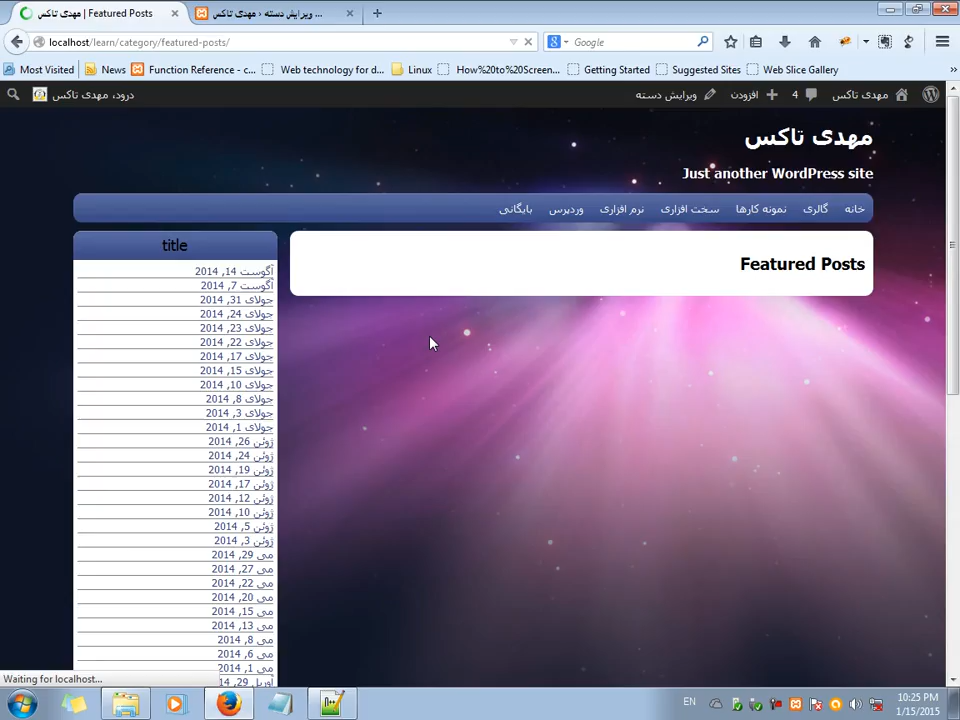 مهدی تاکس | Featured Posts
ویرایش دسته ‹ مهدی تاکس ...
localhost/learn/category/featured-posts/
Google
Most Visited
News
Function Reference - c...
Web technology for d...
Linux
How%20to%20Screen...
Getting Started
Suggested Sites
Web Slice Gallery
مهدی تاکس
4
افزودن
ویرایش دسته
درود، مهدی تاکس
مهدی تاکس
Just another WordPress site
خانه
گالری
نمونه کارها
سخت افزاری
نرم افزاری
وردپرس
بایگانی
Featured Posts
title
آگوست 14, 2014
آگوست 7, 2014
جولای 31, 2014
جولای 24, 2014
جولای 23, 2014
جولای 22, 2014
جولای 17, 2014
جولای 15, 2014
جولای 10, 2014
جولای 8, 2014
جولای 3, 2014
جولای 1, 2014
ژوئن 26, 2014
ژوئن 24, 2014
ژوئن 19, 2014
ژوئن 17, 2014
ژوئن 12, 2014
ژوئن 10, 2014
ژوئن 5, 2014
ژوئن 3, 2014
می 29, 2014
می 27, 2014
می 22, 2014
می 20, 2014
می 15, 2014
می 13, 2014
می 8, 2014
می 6, 2014
می 1, 2014
آوریل 29, 14
Waiting for localhost...
EN
10:25 PM
1/15/2015